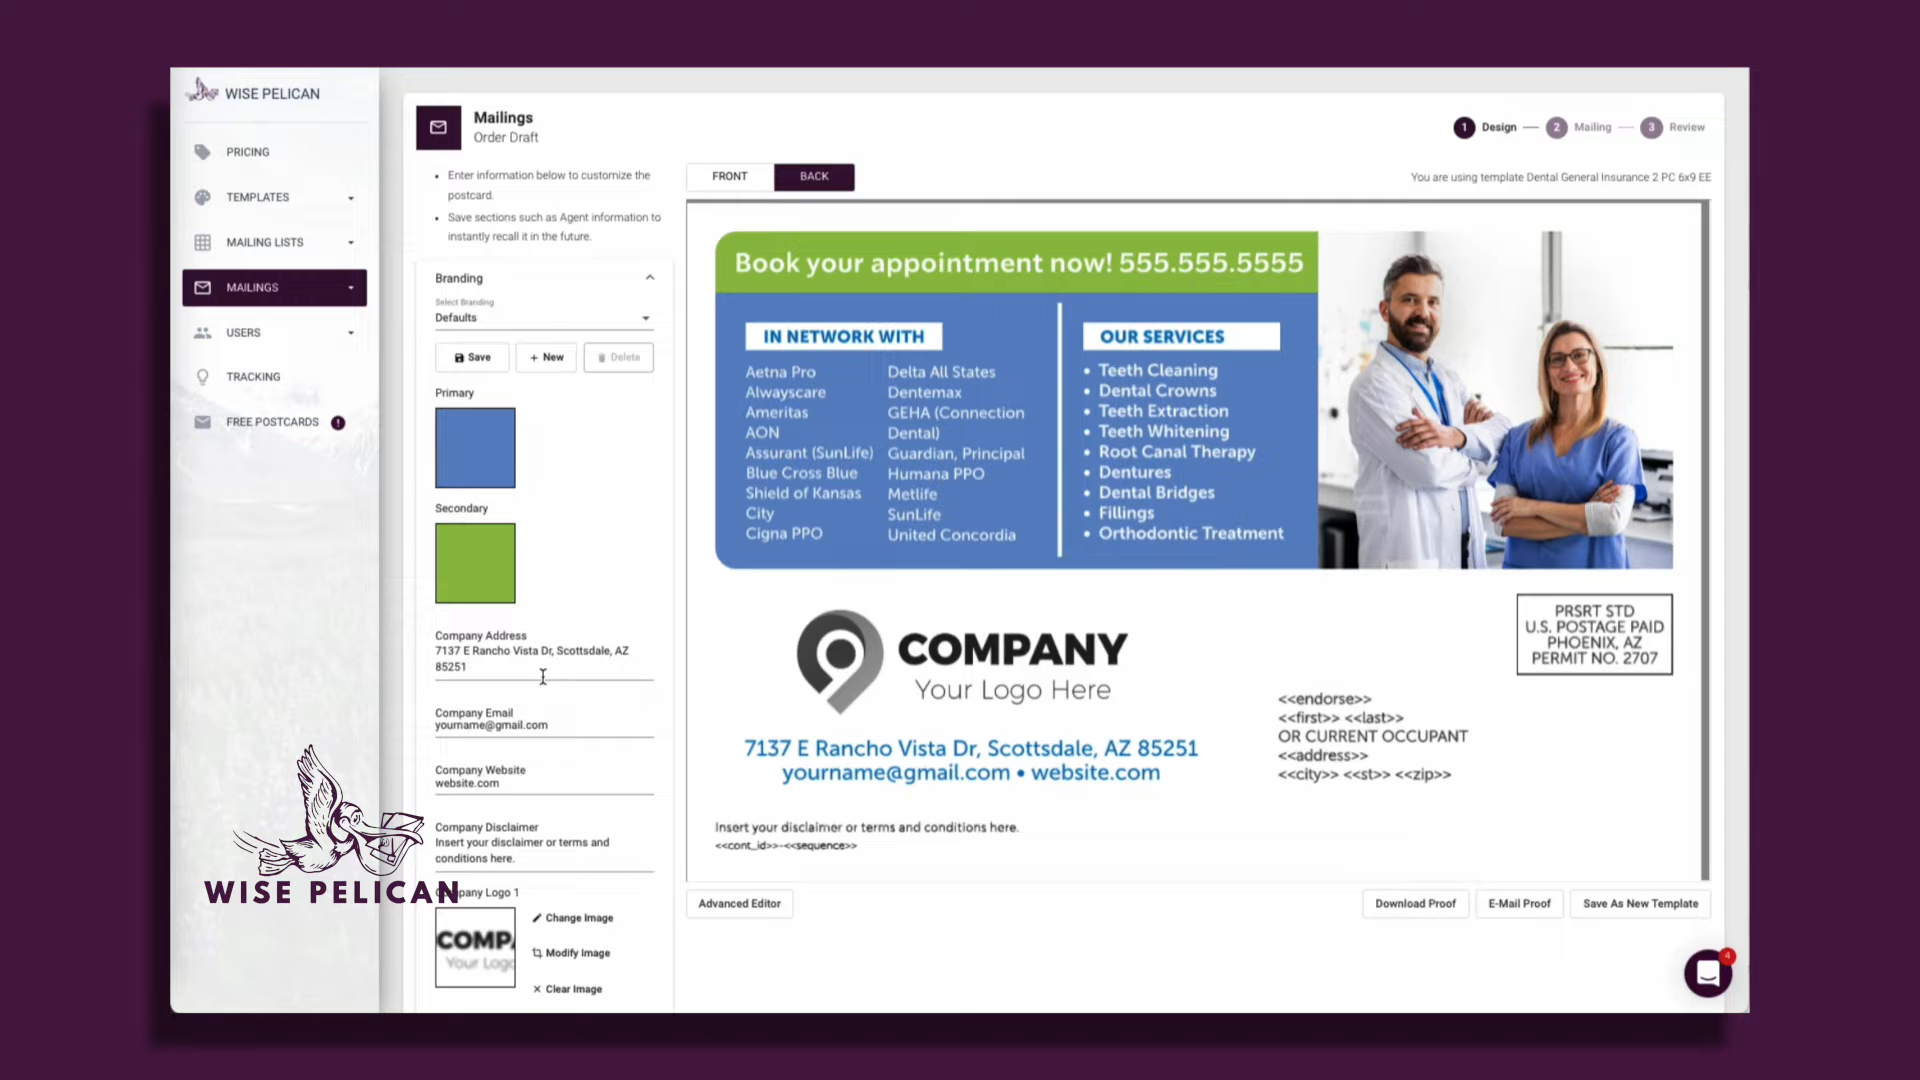 WISE PELICAN
PRICING
TEMPLATES
MAILING LISTS
MAILINGS
USERS
TRACKING
FREE POSTCARDS !
WISE PELICAN
Mailings
Order Draft
1 Design
2 Mailing
3 Review
• Enter information below to customize the
postcard.
• Save sections such as Agent information to
instantly recall it in the future.
Branding
Select Branding
Defaults
Save
+ New
Delete
Primary
Secondary
Company Address
7137 E Rancho Vista Dr, Scottsdale, AZ
85251
Company Email
yourname@gmail.com
Company Website
website.com
Company Disclaimer
Insert your disclaimer or terms and
conditions here.
pany Logo 1
COMP
Your Logo
Change Image
Modify Image
Clear Image
FRONT
BACK
You are using template Dental General Insurance 2 PC 6x9 EE
Book your appointment now! 555.555.5555
IN NETWORK WITH
Aetna Pro
Alwayscare
Ameritas
AON
Assurant (SunLife)
Blue Cross Blue
Shield of Kansas
City
Cigna PPO
Delta All States
Dentemax
GEHA (Connection
Dental)
Guardian, Principal
Humana PPO
Metlife
SunLife
United Concordia
OUR SERVICES
• Teeth Cleaning
• Dental Crowns
• Teeth Extraction
• Teeth Whitening
• Root Canal Therapy
• Dentures
• Dental Bridges
• Fillings
• Orthodontic Treatment
COMPANY
Your Logo Here
7137 E Rancho Vista Dr, Scottsdale, AZ 85251
yourname@gmail.com • website.com
Insert your disclaimer or terms and conditions here.
<<cont_id>>-<<sequence>>
PRSRT STD
U.S. POSTAGE PAID
PHOENIX, AZ
PERMIT NO. 2707
<<endorse>>
<<first>> <<last>>
OR CURRENT OCCUPANT
<<address>>
<<city>> <<st>> <<zip>>
Advanced Editor
Download Proof
E-Mail Proof
Save As New Template
4